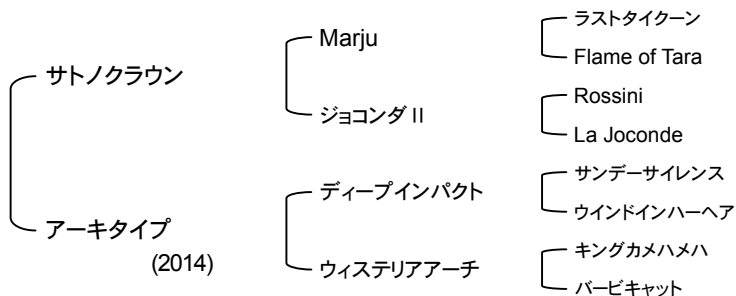 サトノクラウン
アーキタイプ
(2014)
Marju
ジョコンダⅡ
ディープインパクト
ウィステリアアーチ
ラストタイクーン
Flame of Tara
Rossini
La Joconde
サンデーサイレンス
ウインドインハーヘア
キングカメハメハ
バービキャット